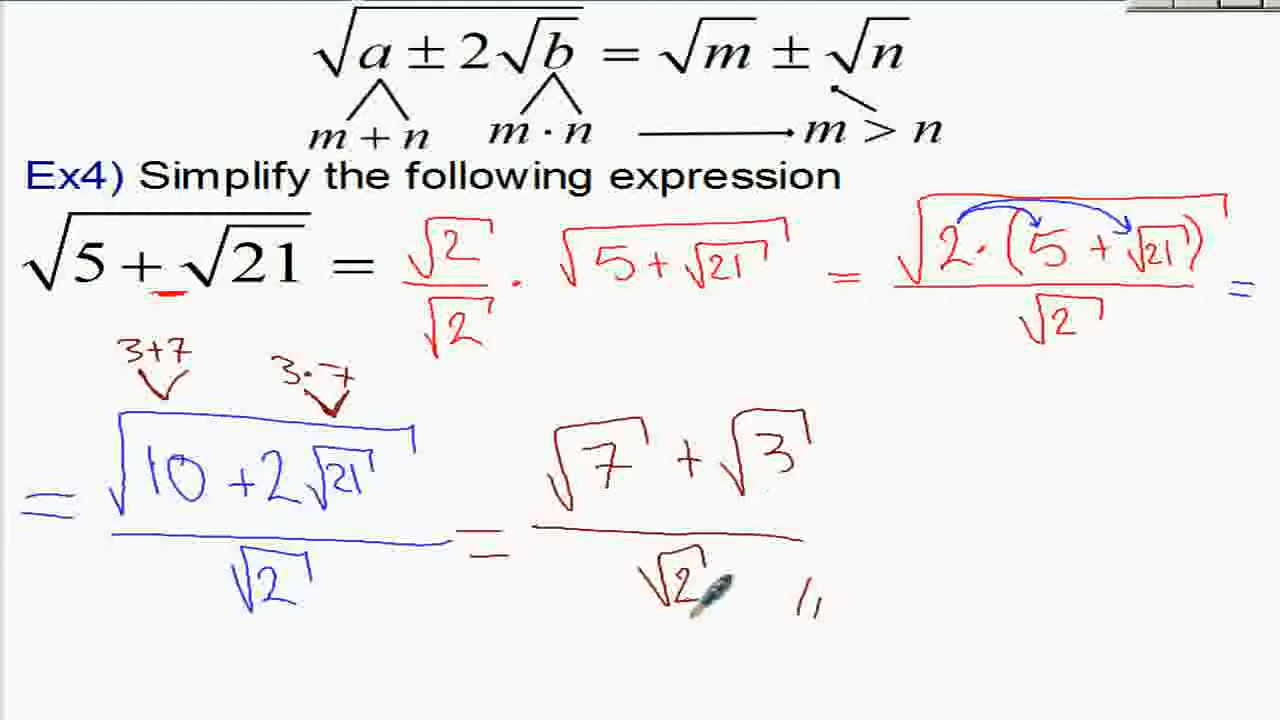 √(a ± 2√b) = √m ± √n
m + n   m · n ⟶ m > n
Ex4) Simplify the following expression
√(5 + √21) = √2/√2 · √(5 + √21) = √(2·(5 + √21))/√2 =
3+7   3·7
= √(10 + 2√21)/√2 = (√7 + √3)/√2 //